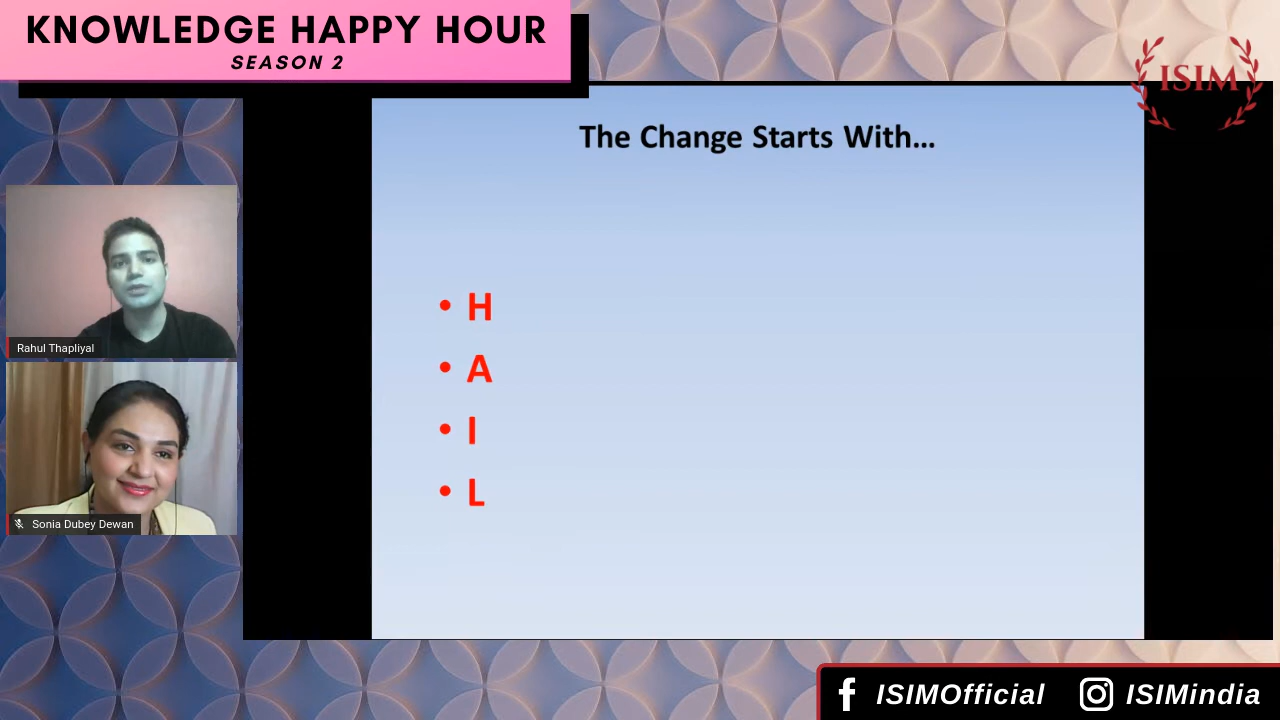 KNOWLEDGE HAPPY HOUR
SEASON 2
ISIM
The Change Starts With...
• H
• A
• I
• L
Rahul Thapliyal
Sonia Dubey Dewan
ISIMOfficial
ISIMindia